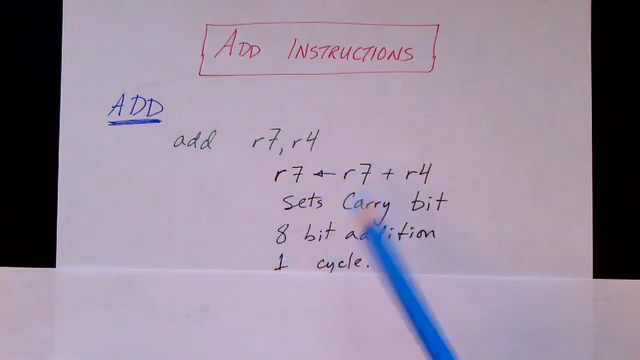 ADD INSTRUCTIONS
ADD
add r7, r4
r7 ← r7 + r4
Sets Carry bit
8 bit addition
1 cycle.